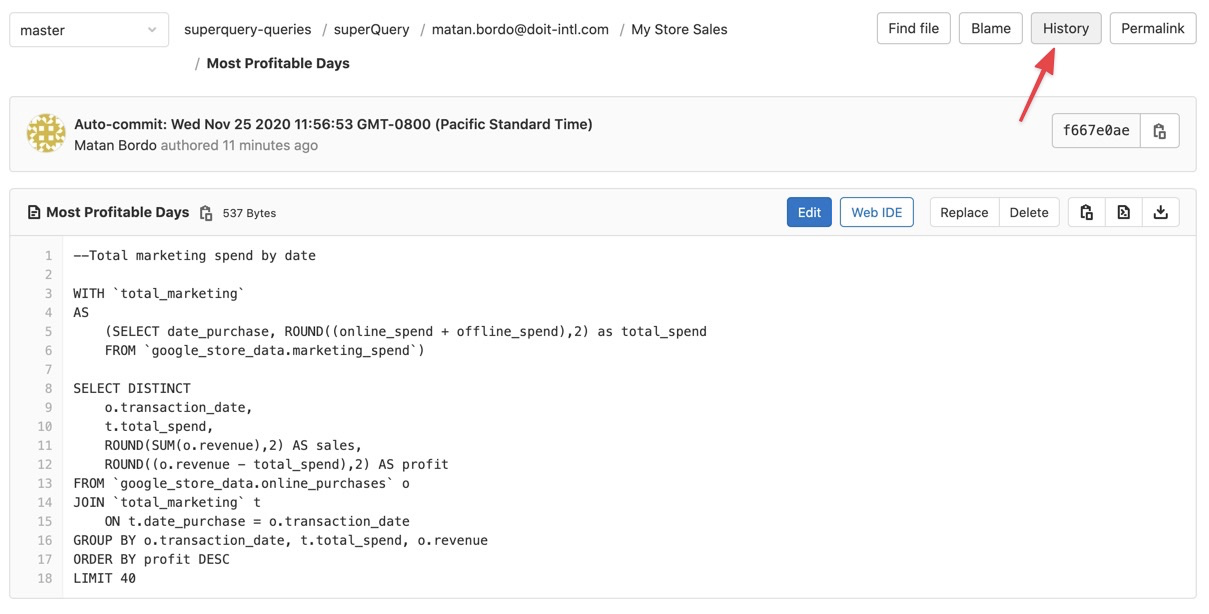 master
superquery-queries / superQuery / matan.bordo@doit-intl.com / My Store Sales
/ Most Profitable Days
Find file
Blame
History
Permalink
Auto-commit: Wed Nov 25 2020 11:56:53 GMT-0800 (Pacific Standard Time)
Matan Bordo authored 11 minutes ago
f667e0ae
Most Profitable Days 537 Bytes
Edit
Web IDE
Replace
Delete
1 --Total marketing spend by date
2
3 WITH `total_marketing`
4 AS
5     (SELECT date_purchase, ROUND((online_spend + offline_spend),2) as total_spend
6     FROM `google_store_data.marketing_spend`)
7
8 SELECT DISTINCT
9     o.transaction_date,
10     t.total_spend,
11     ROUND(SUM(o.revenue),2) AS sales,
12     ROUND((o.revenue - total_spend),2) AS profit
13 FROM `google_store_data.online_purchases` o
14 JOIN `total_marketing` t
15     ON t.date_purchase = o.transaction_date
16 GROUP BY o.transaction_date, t.total_spend, o.revenue
17 ORDER BY profit DESC
18 LIMIT 40